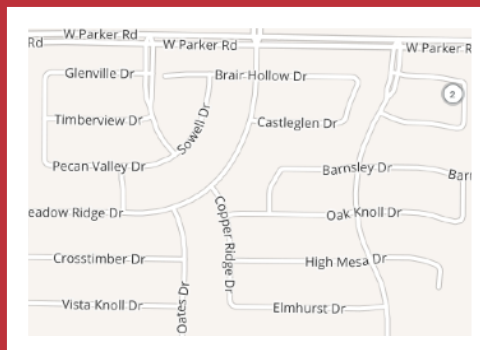 W Parker Rd
Rd
W Parker Rd
W Parker R
Glenville Dr
Brair Hollow Dr
2
Timberview Dr
Sowell Dr
Castleglen Dr
Pecan Valley Dr
Barnsley Dr
Barn
eadow Ridge Dr
Copper Ridge Dr
Oak Knoll Dr
Crosstimber Dr
High Mesa Dr
Vista Knoll Dr
Oates Dr
Elmhurst Dr